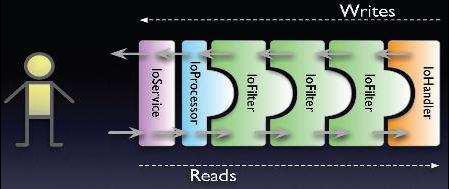 Writes
IoService
IoProcessor
IoFilter
IoFilter
IoFilter
IoHandler
Reads